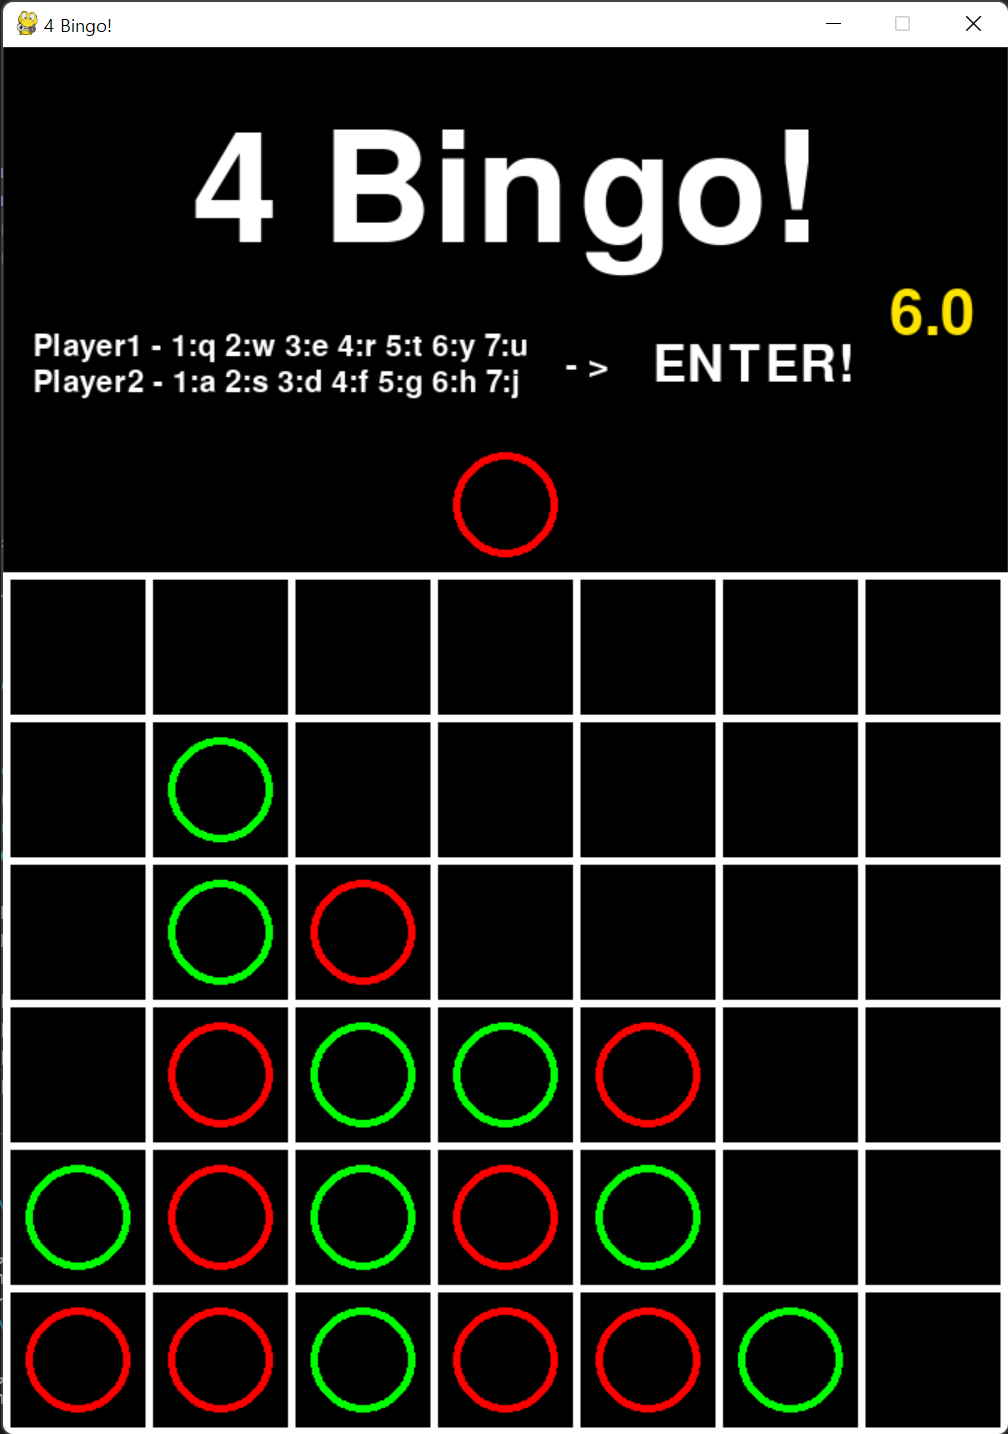 4 Bingo!
4 Bingo!
6.0
Player1 - 1:q 2:w 3:e 4:r 5:t 6:y 7:u
Player2 - 1:a 2:s 3:d 4:f 5:g 6:h 7:j
- > ENTER!